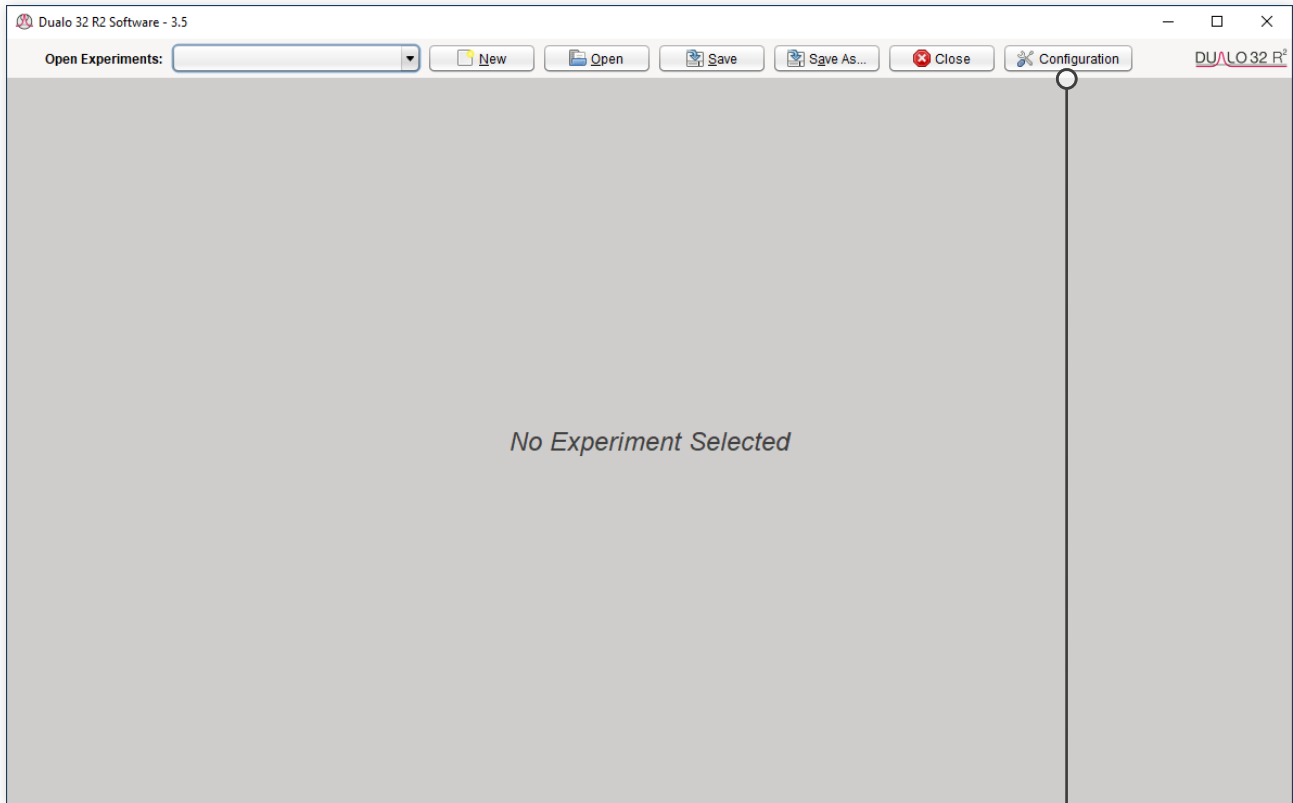 Dualo 32 R2 Software - 3.5
Open Experiments: New Open Save Save As... Close Configuration DUALO 32 R²
No Experiment Selected